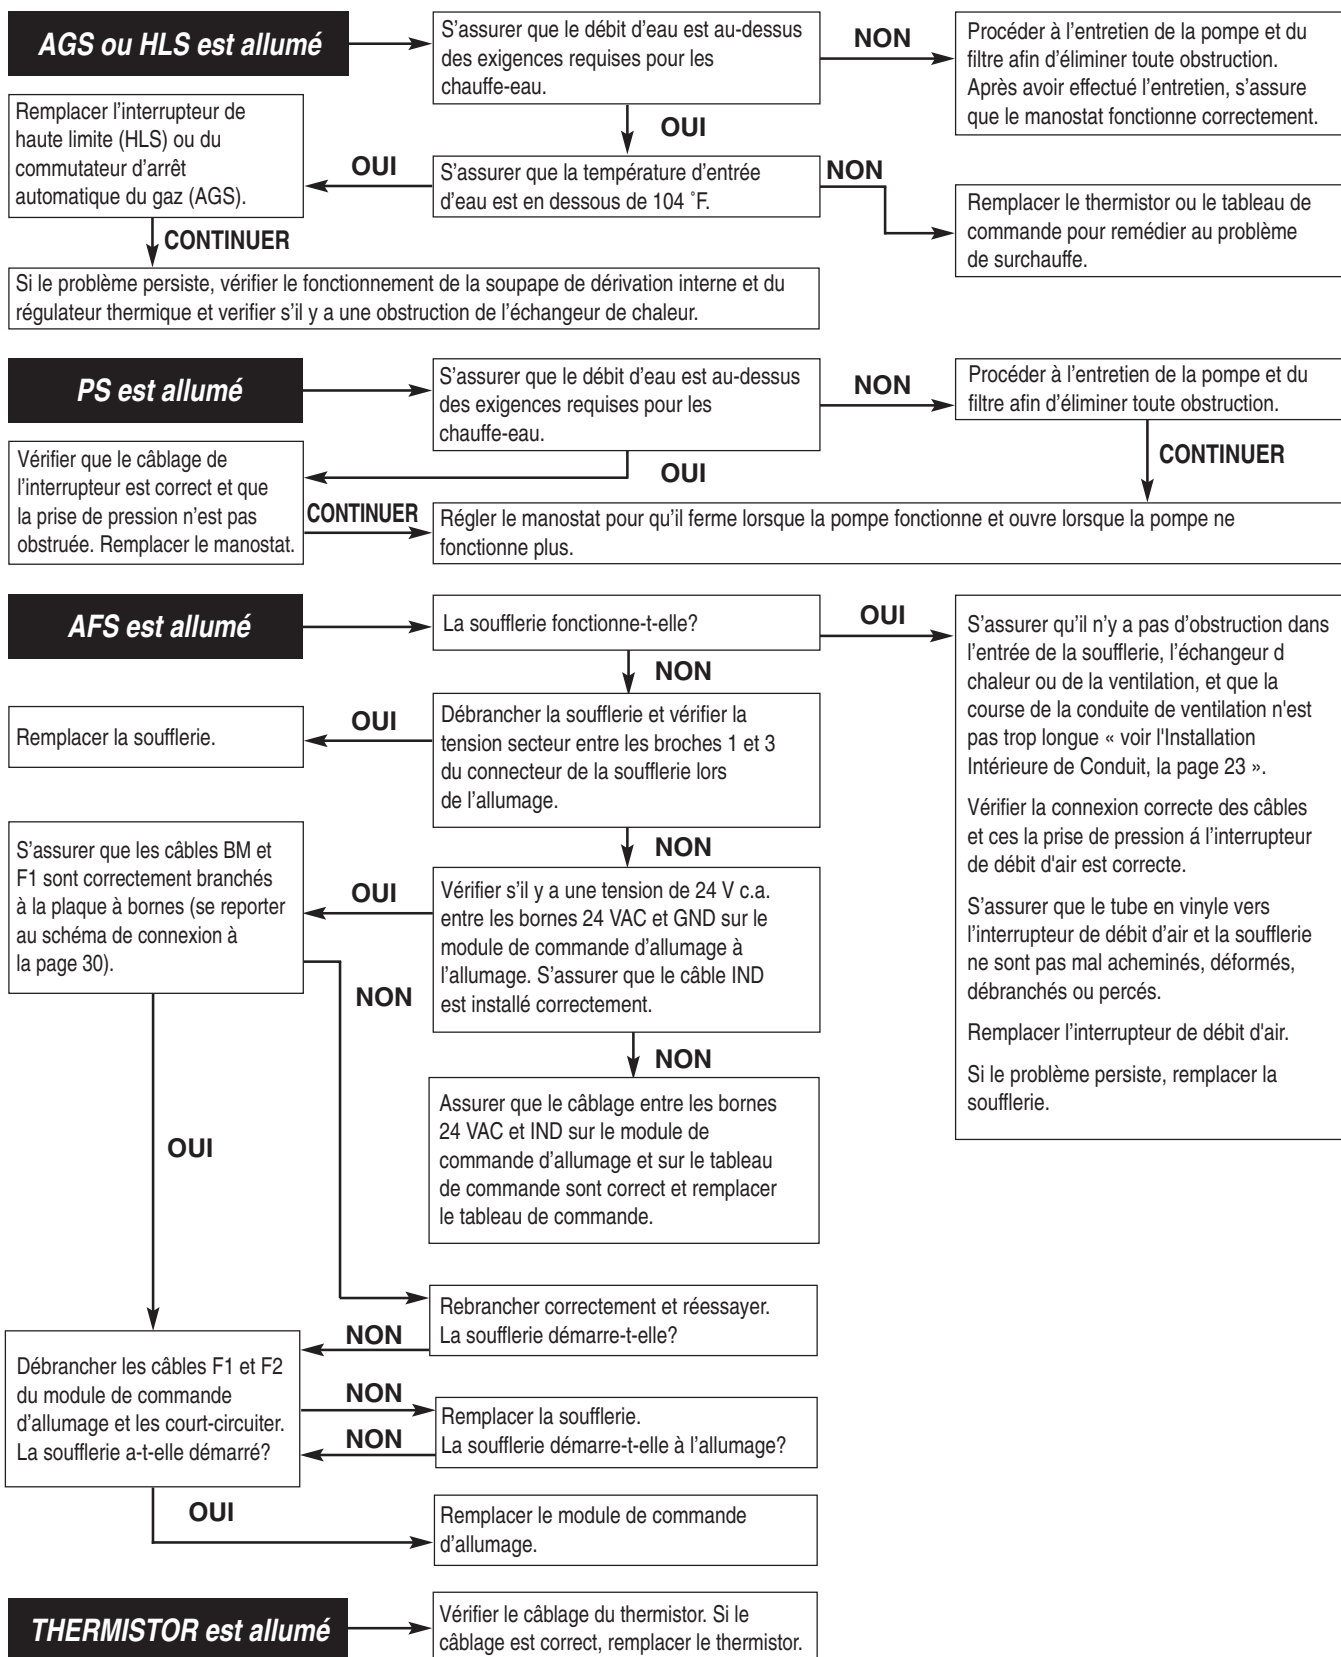 AGS ou HLS est allumé
S'assurer que le débit d'eau est au-dessus
des exigences requises pour les
chauffe-eau.
NON
Procéder à l'entretien de la pompe et du
filtre afin d'éliminer toute obstruction.
Après avoir effectué l'entretien, s'assure
que le manostat fonctionne correctement.
OUI
S'assurer que la température d'entrée
d'eau est en dessous de 104 ˚F.
OUI
Remplacer l'interrupteur de
haute limite (HLS) ou du
commutateur d'arrêt
automatique du gaz (AGS).
NON
Remplacer le thermistor ou le tableau de
commande pour remédier au problème
de surchauffe.
CONTINUER
Si le problème persiste, vérifier le fonctionnement de la soupape de dérivation interne et du
régulateur thermique et verifier s'il y a une obstruction de l'échangeur de chaleur.
PS est allumé
S'assurer que le débit d'eau est au-dessus
des exigences requises pour les
chauffe-eau.
NON
Procéder à l'entretien de la pompe et du
filtre afin d'éliminer toute obstruction.
OUI
CONTINUER
Vérifier que le câblage de
l'interrupteur est correct et que
la prise de pression n'est pas
obstruée. Remplacer le manostat.
CONTINUER
Régler le manostat pour qu'il ferme lorsque la pompe fonctionne et ouvre lorsque la pompe ne
fonctionne plus.
AFS est allumé
La soufflerie fonctionne-t-elle?
OUI
S'assurer qu'il n'y a pas d'obstruction dans
l'entrée de la soufflerie, l'échangeur d
chaleur ou de la ventilation, et que la
course de la conduite de ventilation n'est
pas trop longue « voir l'Installation
Intérieure de Conduit, la page 23 ».
Vérifier la connexion correcte des câbles
et ces la prise de pression á l'interrupteur
de débit d'air est correcte.
S'assurer que le tube en vinyle vers
l'interrupteur de débit d'air et la soufflerie
ne sont pas mal acheminés, déformés,
débranchés ou percés.
Remplacer l'interrupteur de débit d'air.
Si le problème persiste, remplacer la
soufflerie.
NON
Débrancher la soufflerie et vérifier la
tension secteur entre les broches 1 et 3
du connecteur de la soufflerie lors
de l'allumage.
OUI
Remplacer la soufflerie.
NON
Vérifier s'il y a une tension de 24 V c.a.
entre les bornes 24 VAC et GND sur le
module de commande d'allumage à
l'allumage. S'assurer que le câble IND
est installé correctement.
OUI
S'assurer que les câbles BM et
F1 sont correctement branchés
à la plaque à bornes (se reporter
au schéma de connexion à
la page 30).
NON
NON
Assurer que le câblage entre les bornes
24 VAC et IND sur le module de
commande d'allumage et sur le tableau
de commande sont correct et remplacer
le tableau de commande.
OUI
Rebrancher correctement et réessayer.
La soufflerie démarre-t-elle?
NON
Débrancher les câbles F1 et F2
du module de commande
d'allumage et les court-circuiter.
La soufflerie a-t-elle démarré?
NON
Remplacer la soufflerie.
La soufflerie démarre-t-elle à l'allumage?
NON
OUI
Remplacer le module de commande
d'allumage.
THERMISTOR est allumé
Vérifier le câblage du thermistor. Si le
câblage est correct, remplacer le thermistor.